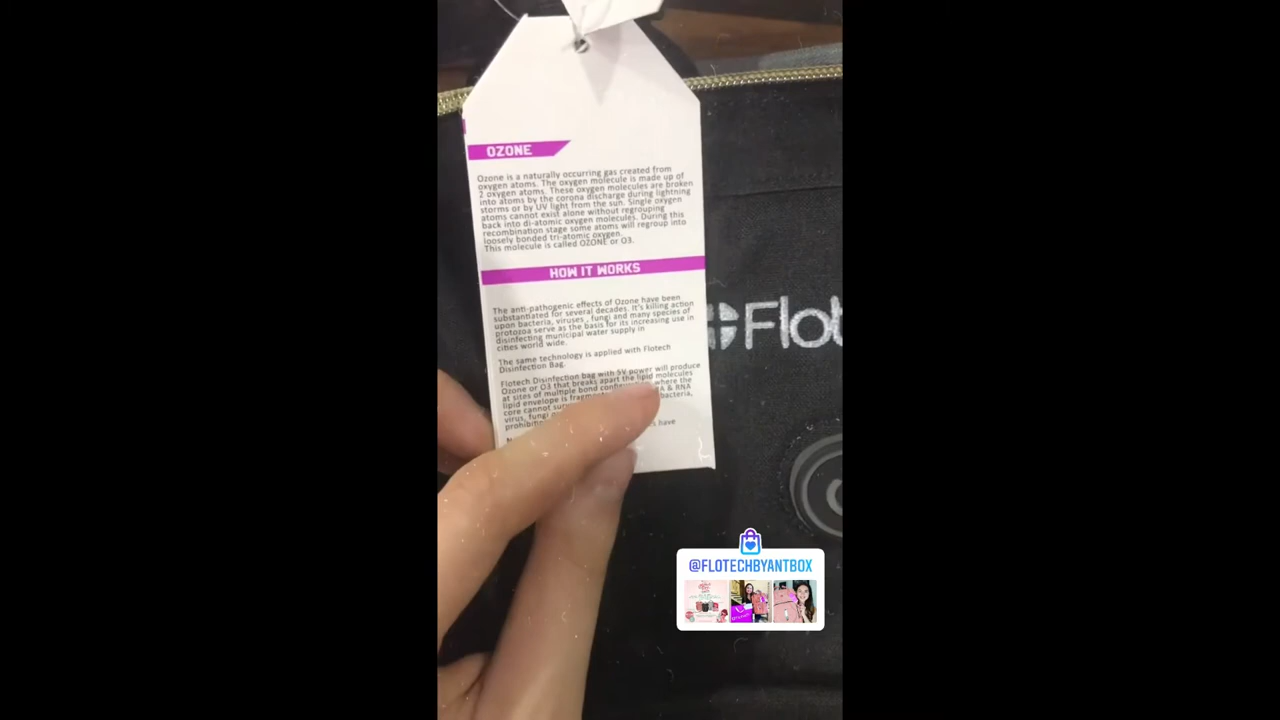 OZONE
Ozone is a naturally occurring gas created from
oxygen atoms. The oxygen molecule is made up of
2 oxygen atoms. These oxygen molecules are broken
into atoms by the corona discharge during lightning
storms or by UV light from the sun. Single oxygen
atoms cannot exist alone without regrouping
back into di-atomic oxygen molecules. During this
recombination stage some atoms will regroup into
loosely bonded tri-atomic oxygen.
This molecule is called OZONE or O3.
HOW IT WORKS
The anti-pathogenic effects of Ozone have been
substantiated for several decades. It's killing action
upon bacteria, viruses , fungi and many species of
protozoa serve as the basis for its increasing use in
disinfecting municipal water supply in
cities world wide.
The same technology is applied with Flotech
Disinfection Bag.
Flotech Disinfection bag with 5V power will produce
Ozone or O3 that breaks apart the lipid molecules
at sites of multiple bond where the
lipid envelope is & RNA
core cannot bacteria,
virus, fungi
have
Flot
@FLOTECHBYANTBOX